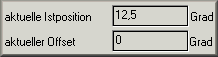 aktuelle Istposition 12,5 Grad
aktueller Offset 0 Grad